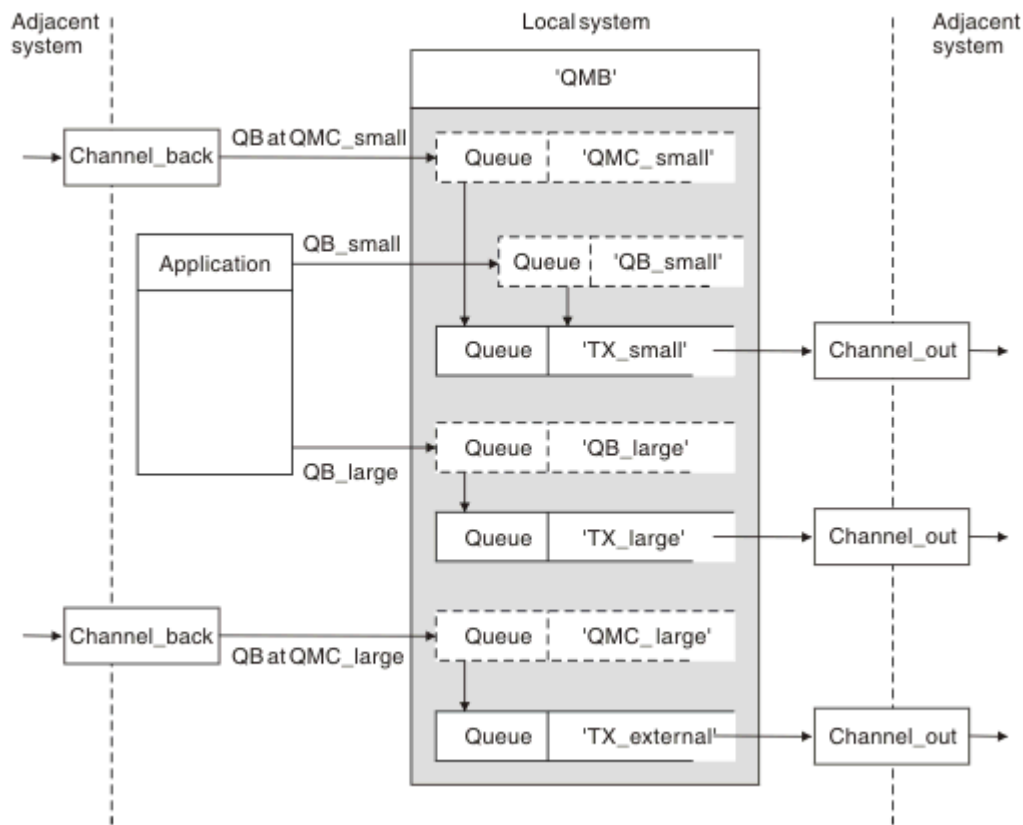 Adjacent
system
Local system
Adjacent
system
'QMB'
Channel_back
QB at QMC_small
Queue
'QMC_small'
Application
QB_small
Queue
'QB_small'
Queue
'TX_small'
Channel_out
QB_large
Queue
'QB_large'
Queue
'TX_large'
Channel_out
Channel_back
QB at QMC_large
Queue
'QMC_large'
Queue
'TX_external'
Channel_out